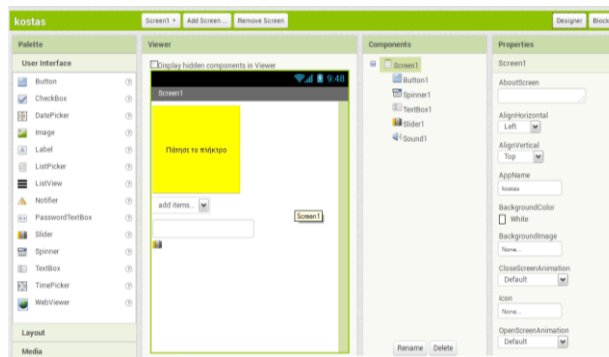 kostas
Screen1
Add Screen ...
Remove Screen
Designer
Block
Palette
User Interface
Button
CheckBox
DatePicker
Image
Label
ListPicker
ListView
Notifier
PasswordTextBox
Slider
Spinner
TextBox
TimePicker
WebViewer
Layout
Media
Viewer
Display hidden components in Viewer
9:48
Screen1
Πάτησε το πλήκτρο
add items...
Screen1
Components
Screen1
Button1
Spinner1
TextBox1
Slider1
Sound1
Rename
Delete
Properties
Screen1
AboutScreen
AlignHorizontal
Left
AlignVertical
Top
AppName
kostas
BackgroundColor
White
BackgroundImage
None...
CloseScreenAnimation
Default
Icon
None...
OpenScreenAnimation
Default